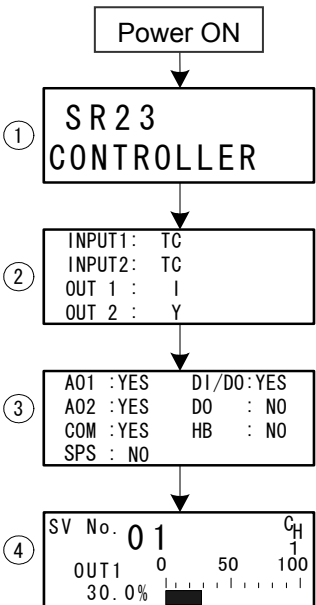 Power ON
1
SR23
CONTROLLER
2
INPUT1: TC
INPUT2: TC
OUT 1 : I
OUT 2 : Y
3
AO1 :YES DI/DO:YES
AO2 :YES DO : NO
COM :YES HB : NO
SPS : NO
4
SV No. 01 CH
1
OUT1 0 50 100
30.0%